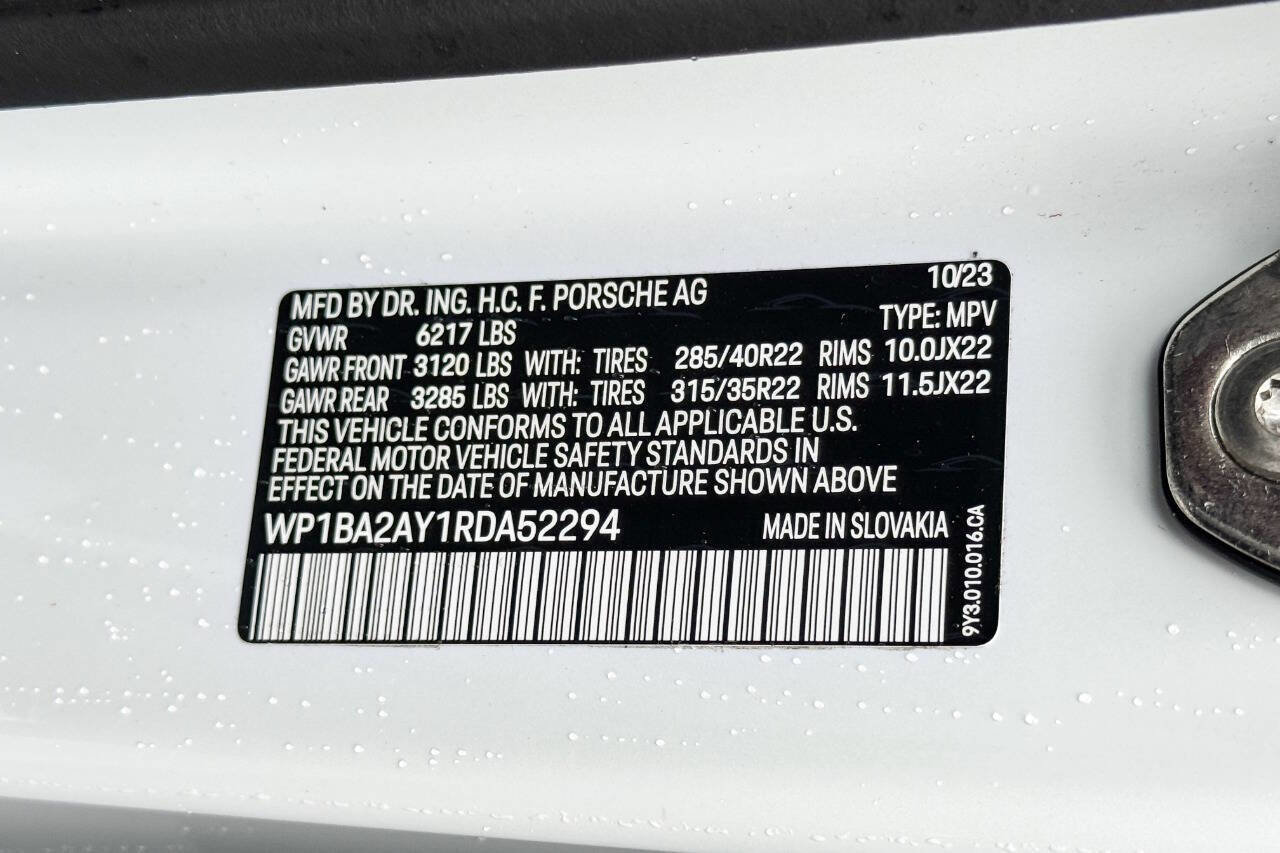 MFD BY DR. ING. H.C. F. PORSCHE AG 10/23
GVWR 6217 LBS TYPE: MPV
GAWR FRONT 3120 LBS WITH: TIRES 285/40R22 RIMS 10.0JX22
GAWR REAR 3285 LBS WITH: TIRES 315/35R22 RIMS 11.5JX22
THIS VEHICLE CONFORMS TO ALL APPLICABLE U.S.
FEDERAL MOTOR VEHICLE SAFETY STANDARDS IN
EFFECT ON THE DATE OF MANUFACTURE SHOWN ABOVE
WP1BA2AY1RDA52294 MADE IN SLOVAKIA
9Y3.010.016.CA